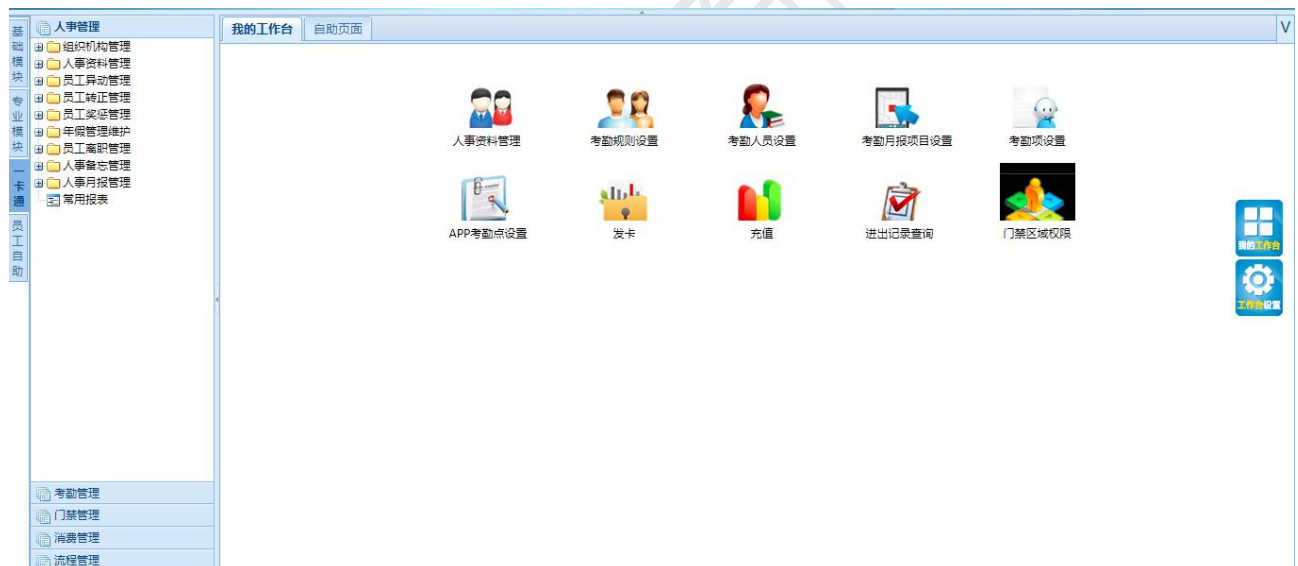 基础模块
专业模块
一卡通
员工自助
人事管理
组织机构管理
人事资料管理
员工异动管理
员工转正管理
员工奖惩管理
年假管理维护
员工离职管理
人事备忘管理
人事月报管理
常用报表
考勤管理
门禁管理
消费管理
流程管理
我的工作台 自助页面 V
人事资料管理 考勤规则设置 考勤人员设置 考勤月报项目设置 考勤项设置
APP考勤点设置 发卡 充值 进出记录查询 门禁区域权限
我的工作台
工作台设置